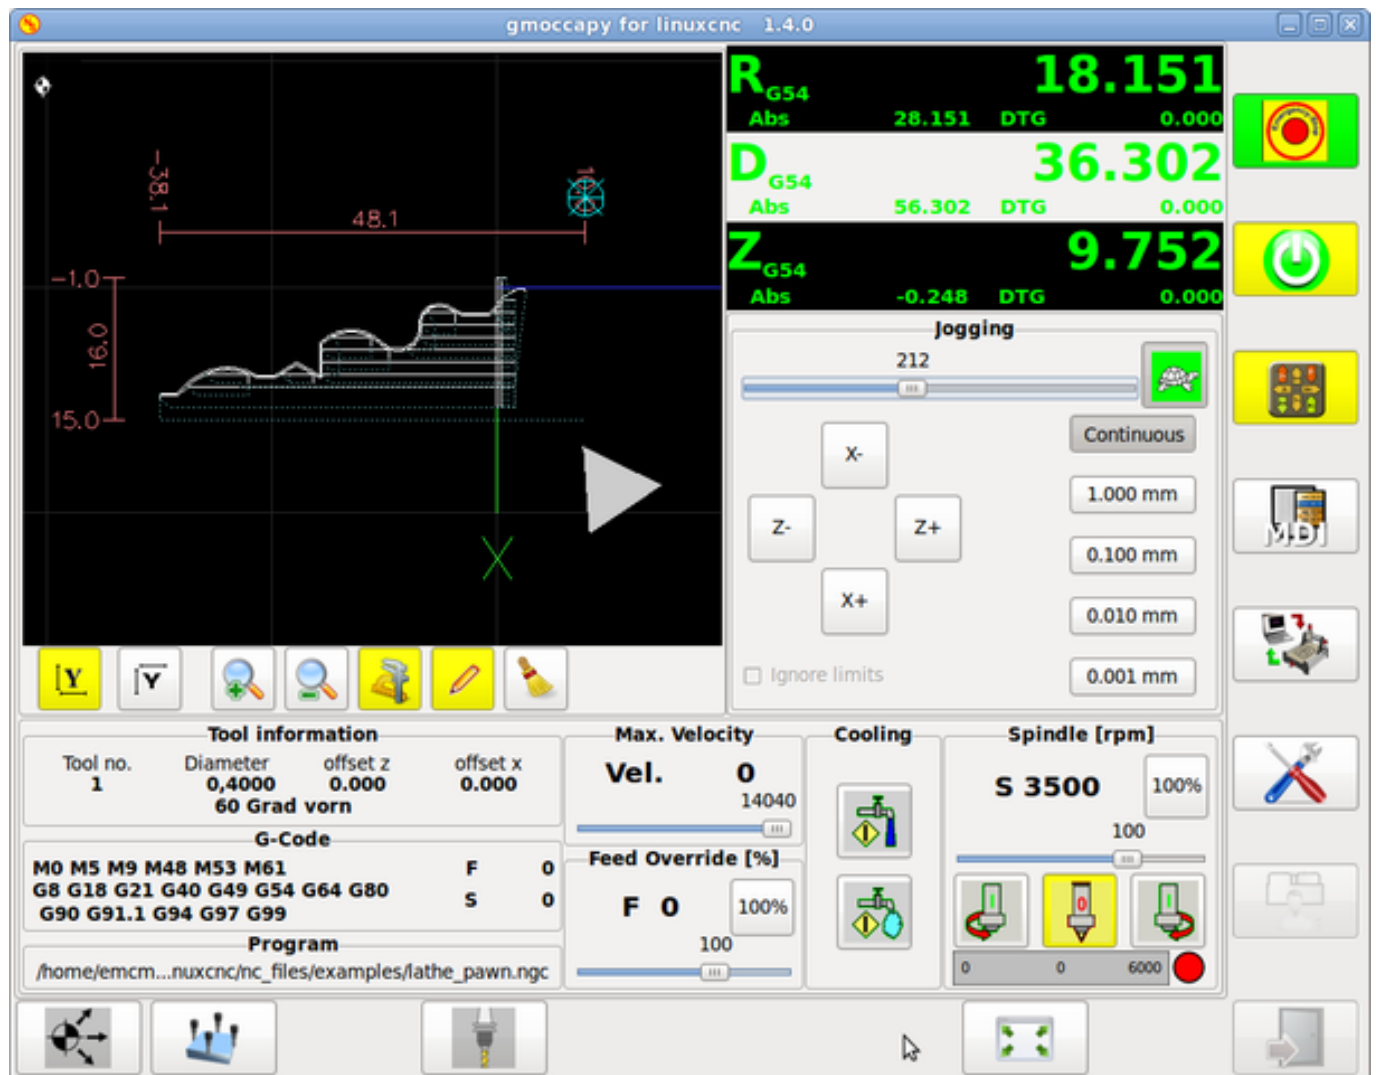 gmoccapy for linuxcnc 1.4.0
R G54 18.151
Abs 28.151 DTG 0.000
D G54 36.302
Abs 56.302 DTG 0.000
Z G54 9.752
Abs -0.248 DTG 0.000
-38.1
48.1
-1.0
16.0
15.0
X
Jogging
212
Continuous
X-
1.000 mm
Z- Z+
0.100 mm
X+
0.010 mm
Ignore limits
0.001 mm
Y Y
MDI
Tool information
Tool no. Diameter offset z offset x
1 0,4000 0.000 0.000
60 Grad vorn
G-Code
M0 M5 M9 M48 M53 M61 F 0
G8 G18 G21 G40 G49 G54 G64 G80 S 0
G90 G91.1 G94 G97 G99
Program
/home/emcm...nuxcnc/nc_files/examples/lathe_pawn.ngc
Max. Velocity
Vel. 0
14040
Feed Override [%]
F 0 100%
100
Cooling
Spindle [rpm]
S 3500 100%
100
I 0 I
0 0 6000